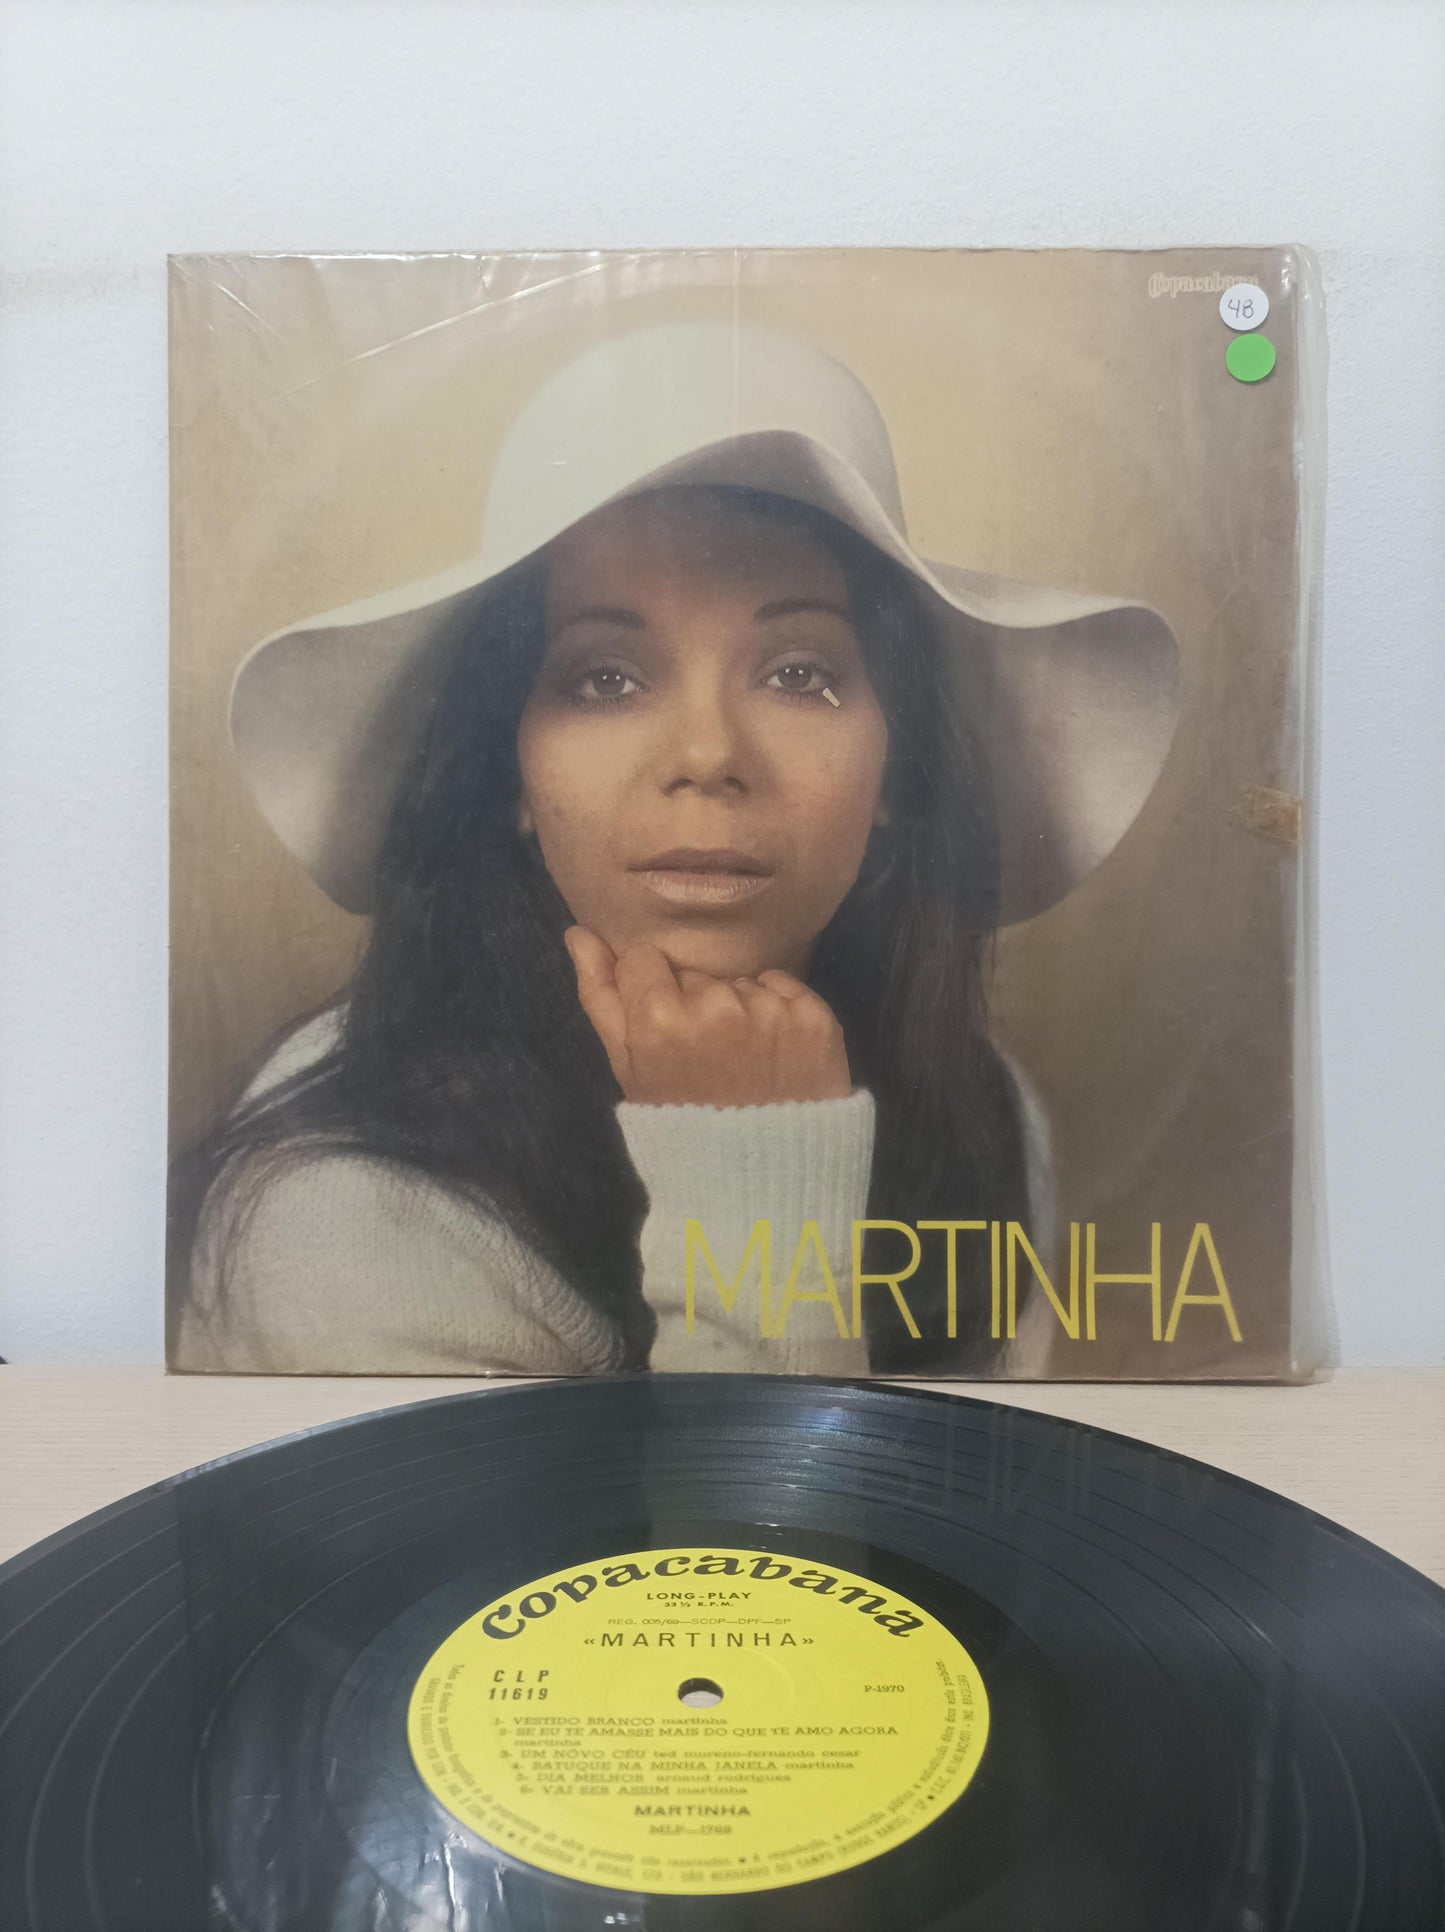 Copacabana
48
MARTINHA
Copacabana
LONG-PLAY
33 ⅓ R.P.M.
REG. 005/69—SCDP—DPF—SP
«MARTINHA»
CLP
11619
P-1970
1- VESTIDO BRANCO martinha
2- SE EU TE AMASSE MAIS DO QUE TE AMO AGORA
martinha
3- UM NÔVO CÉU ted moreno-fernando cesar
4- BATUQUE NA MINHA JANELA martinha
5- DIA MELHOR arnaud rodrigues
6- VAI SER ASSIM martinha
MARTINHA
MLP—1768